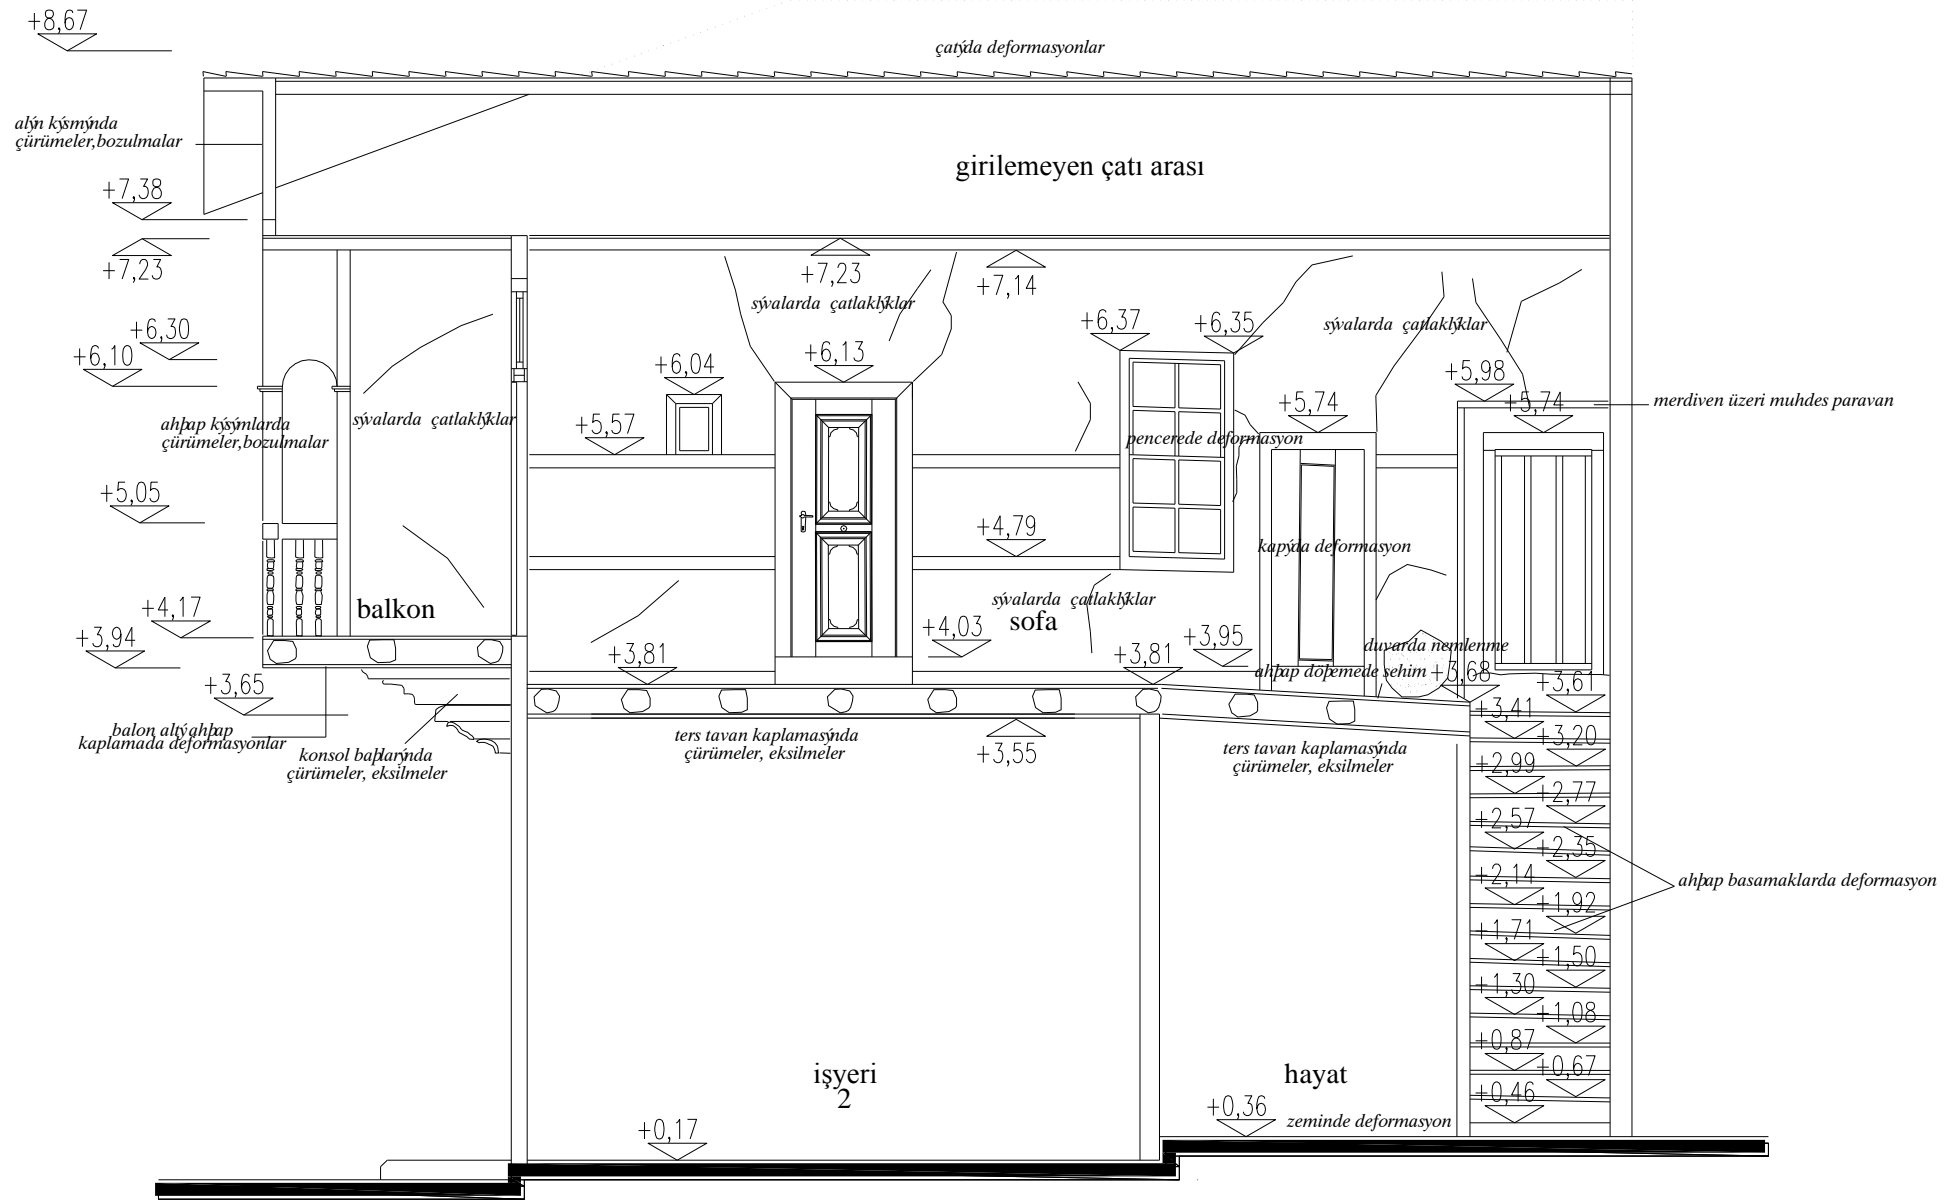 +8,67
çatýda deformasyonlar
alýn kýsmýnda
çürümeler,bozulmalar
girilemeyen çatı arası
+7,38
+7,23
+7,23
+7,14
sývalarda çatlaklýklar
+6,30
+6,10
+6,37
+6,35
sývalarda çatlaklýklar
+6,04
+6,13
+5,98
+5,74
+5,74
merdiven üzeri muhdes paravan
ahþap kýsýmlarda
çürümeler,bozulmalar
sývalarda çatlaklýklar
+5,57
pencerede deformasyon
+5,05
+4,79
kapýda deformasyon
balkon
+4,17
+3,94
sývalarda çatlaklýklar
sofa
+4,03
+3,95
duvarda nemlenme
+3,81
+3,81
ahþap döþemede sehim
+3,68
+3,61
+3,65
+3,41
balon altý ahþap
kaplamada deformasyonlar
konsol baþlarýnda
çürümeler, eksilmeler
ters tavan kaplamasýnda
çürümeler, eksilmeler
+3,55
ters tavan kaplamasýnda
çürümeler, eksilmeler
+3,20
+2,99
+2,77
+2,57
+2,35
+2,14
ahþap basamaklarda deformasyon
+1,92
+1,71
+1,50
+1,30
+1,08
+0,87
+0,67
+0,46
işyeri
2
hayat
+0,36
zeminde deformasyon
+0,17